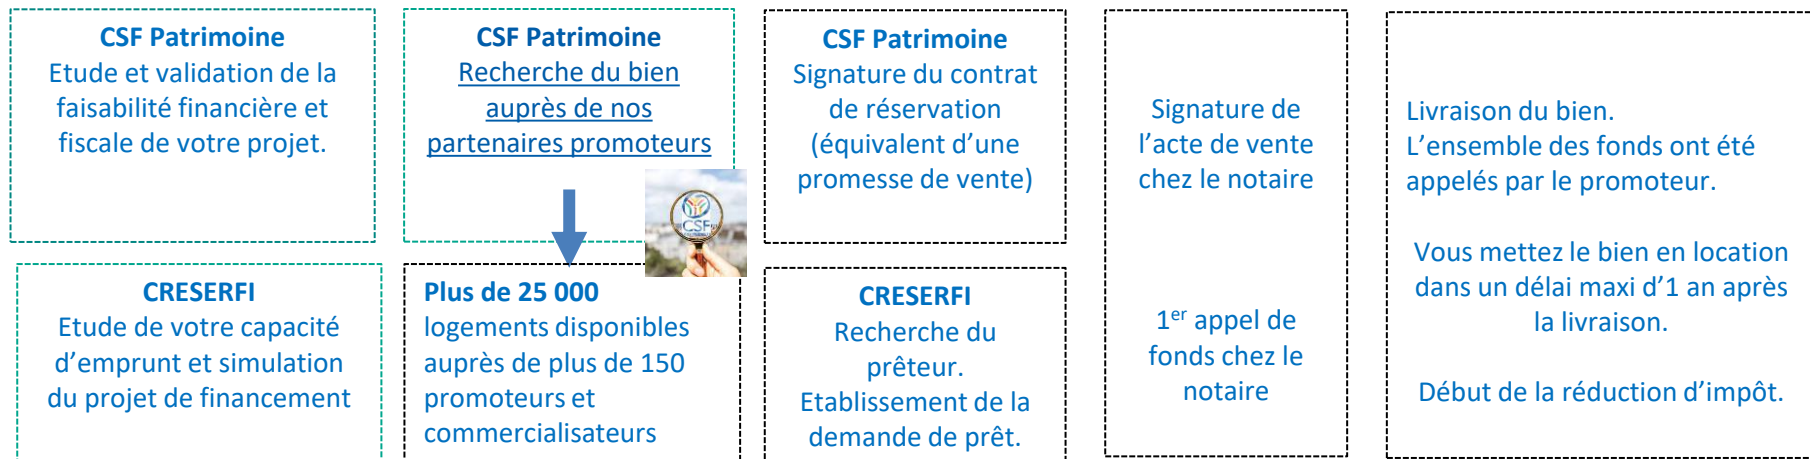 CSF Patrimoine
Etude et validation de la
faisabilité financière et
fiscale de votre projet.
CRESERFI
Etude de votre capacité
d’emprunt et simulation
du projet de financement
CSF Patrimoine
Recherche du bien
auprès de nos
partenaires promoteurs
CSF
Plus de 25 000
logements disponibles
auprès de plus de 150
promoteurs et
commercialisateurs
CSF Patrimoine
Signature du contrat
de réservation
(équivalent d’une
promesse de vente)
CRESERFI
Recherche du
prêteur.
Etablissement de la
demande de prêt.
Signature de
l’acte de vente
chez le notaire
1er appel de
fonds chez le
notaire
Livraison du bien.
L’ensemble des fonds ont été
appelés par le promoteur.
Vous mettez le bien en location
dans un délai maxi d’1 an après
la livraison.
Début de la réduction d’impôt.